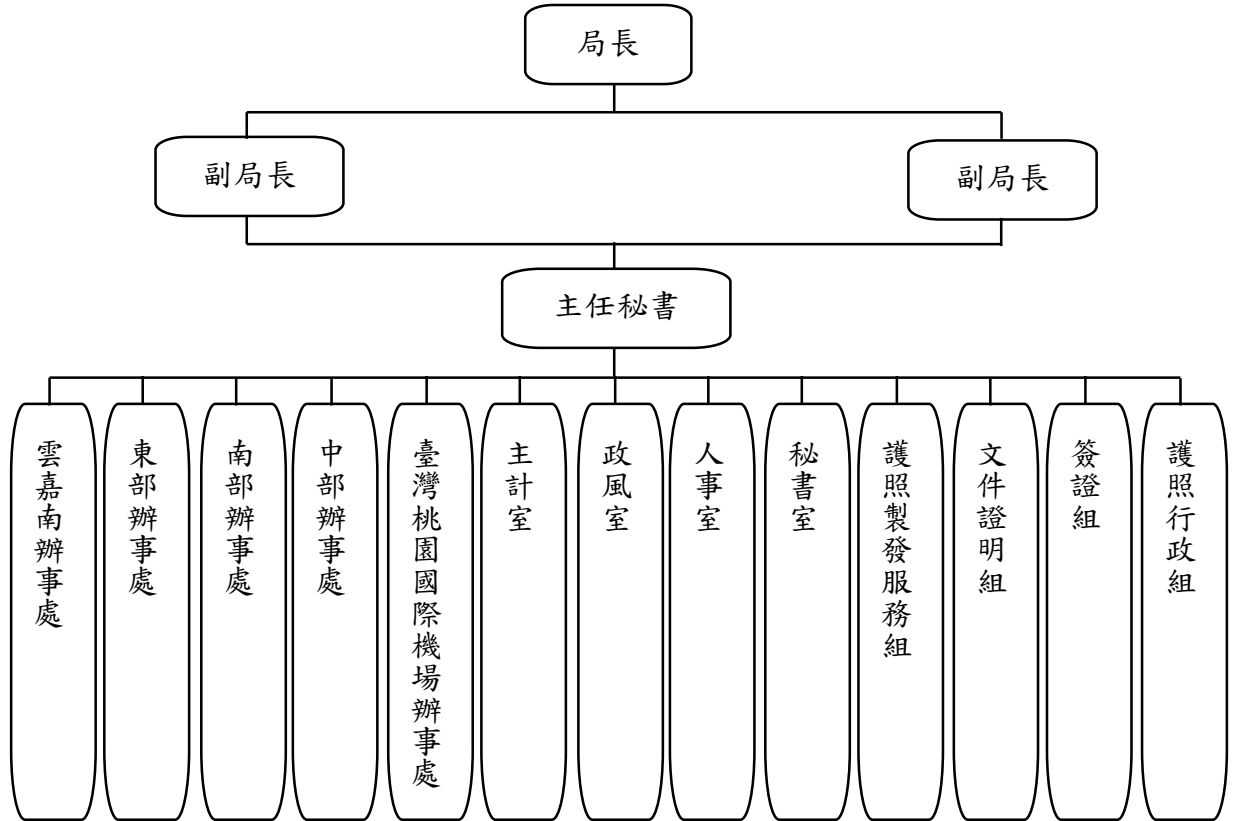 局長
副局長
副局長
主任秘書
雲嘉南辦事處
東部辦事處
南部辦事處
中部辦事處
臺灣桃園國際機場辦事處
主計室
政風室
人事室
秘書室
護照製發服務組
文件證明組
簽證組
護照行政組